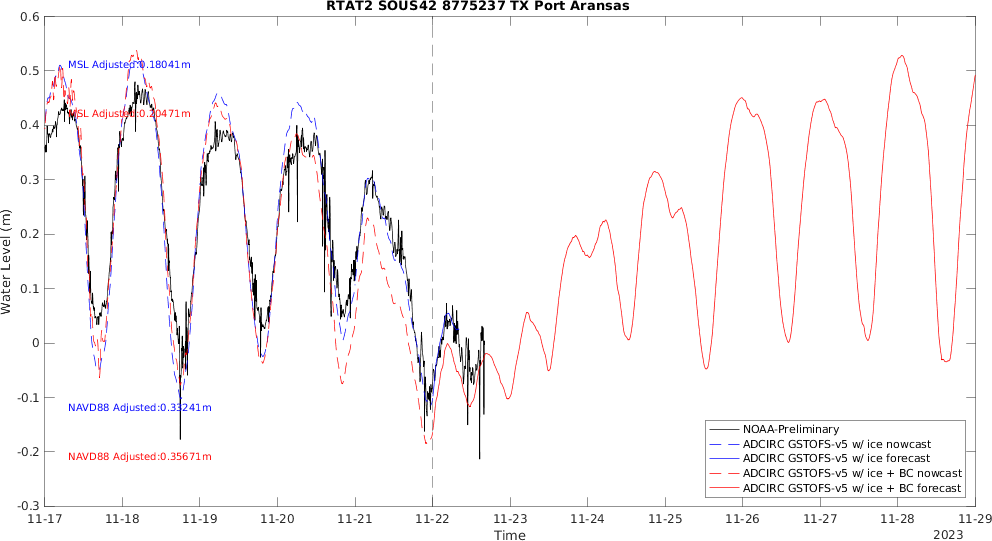 RTAT2 SOUS42 8775237 TX Port Aransas
0.6
0.5
0.4
0.3
0.2
0.1
0
-0.1
-0.2
-0.3
Water Level (m)
MSL Adjusted:0.18041m
MSL Adjusted:0.20471m
NAVD88 Adjusted:0.33241m
NAVD88 Adjusted:0.35671m
NOAA-Preliminary
ADCIRC GSTOFS-v5 w/ ice nowcast
ADCIRC GSTOFS-v5 w/ ice forecast
ADCIRC GSTOFS-v5 w/ ice + BC nowcast
ADCIRC GSTOFS-v5 w/ ice + BC forecast
11-17 11-18 11-19 11-20 11-21 11-22 11-23 11-24 11-25 11-26 11-27 11-28 11-29
Time
2023